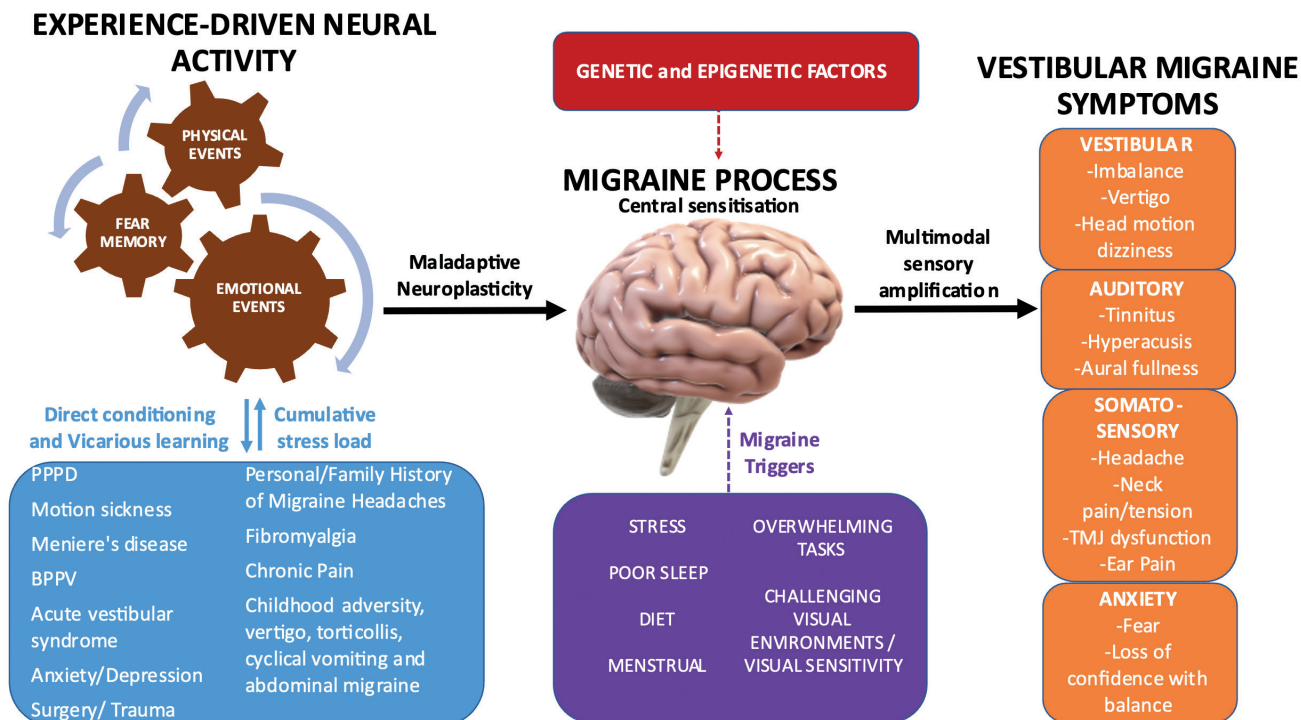 EXPERIENCE-DRIVEN NEURAL
ACTIVITY
PHYSICAL
EVENTS
FEAR
MEMORY
EMOTIONAL
EVENTS
Direct conditioning
and Vicarious learning
Cumulative
stress load
PPPD
Motion sickness
Meniere's disease
BPPV
Acute vestibular
syndrome
Anxiety/Depression
Surgery/ Trauma
Personal/Family History
of Migraine Headaches
Fibromyalgia
Chronic Pain
Childhood adversity,
vertigo, torticollis,
cyclical vomiting and
abdominal migraine
Maladaptive
Neuroplasticity
GENETIC and EPIGENETIC FACTORS
MIGRAINE PROCESS
Central sensitisation
Migraine
Triggers
STRESS
POOR SLEEP
DIET
MENSTRUAL
OVERWHELMING
TASKS
CHALLENGING
VISUAL
ENVIRONMENTS /
VISUAL SENSITIVITY
Multimodal
sensory
amplification
VESTIBULAR MIGRAINE
SYMPTOMS
VESTIBULAR
-Imbalance
-Vertigo
-Head motion
dizziness
AUDITORY
-Tinnitus
-Hyperacusis
-Aural fullness
SOMATO-
SENSORY
-Headache
-Neck
pain/tension
-TMJ dysfunction
-Ear Pain
ANXIETY
-Fear
-Loss of
confidence with
balance